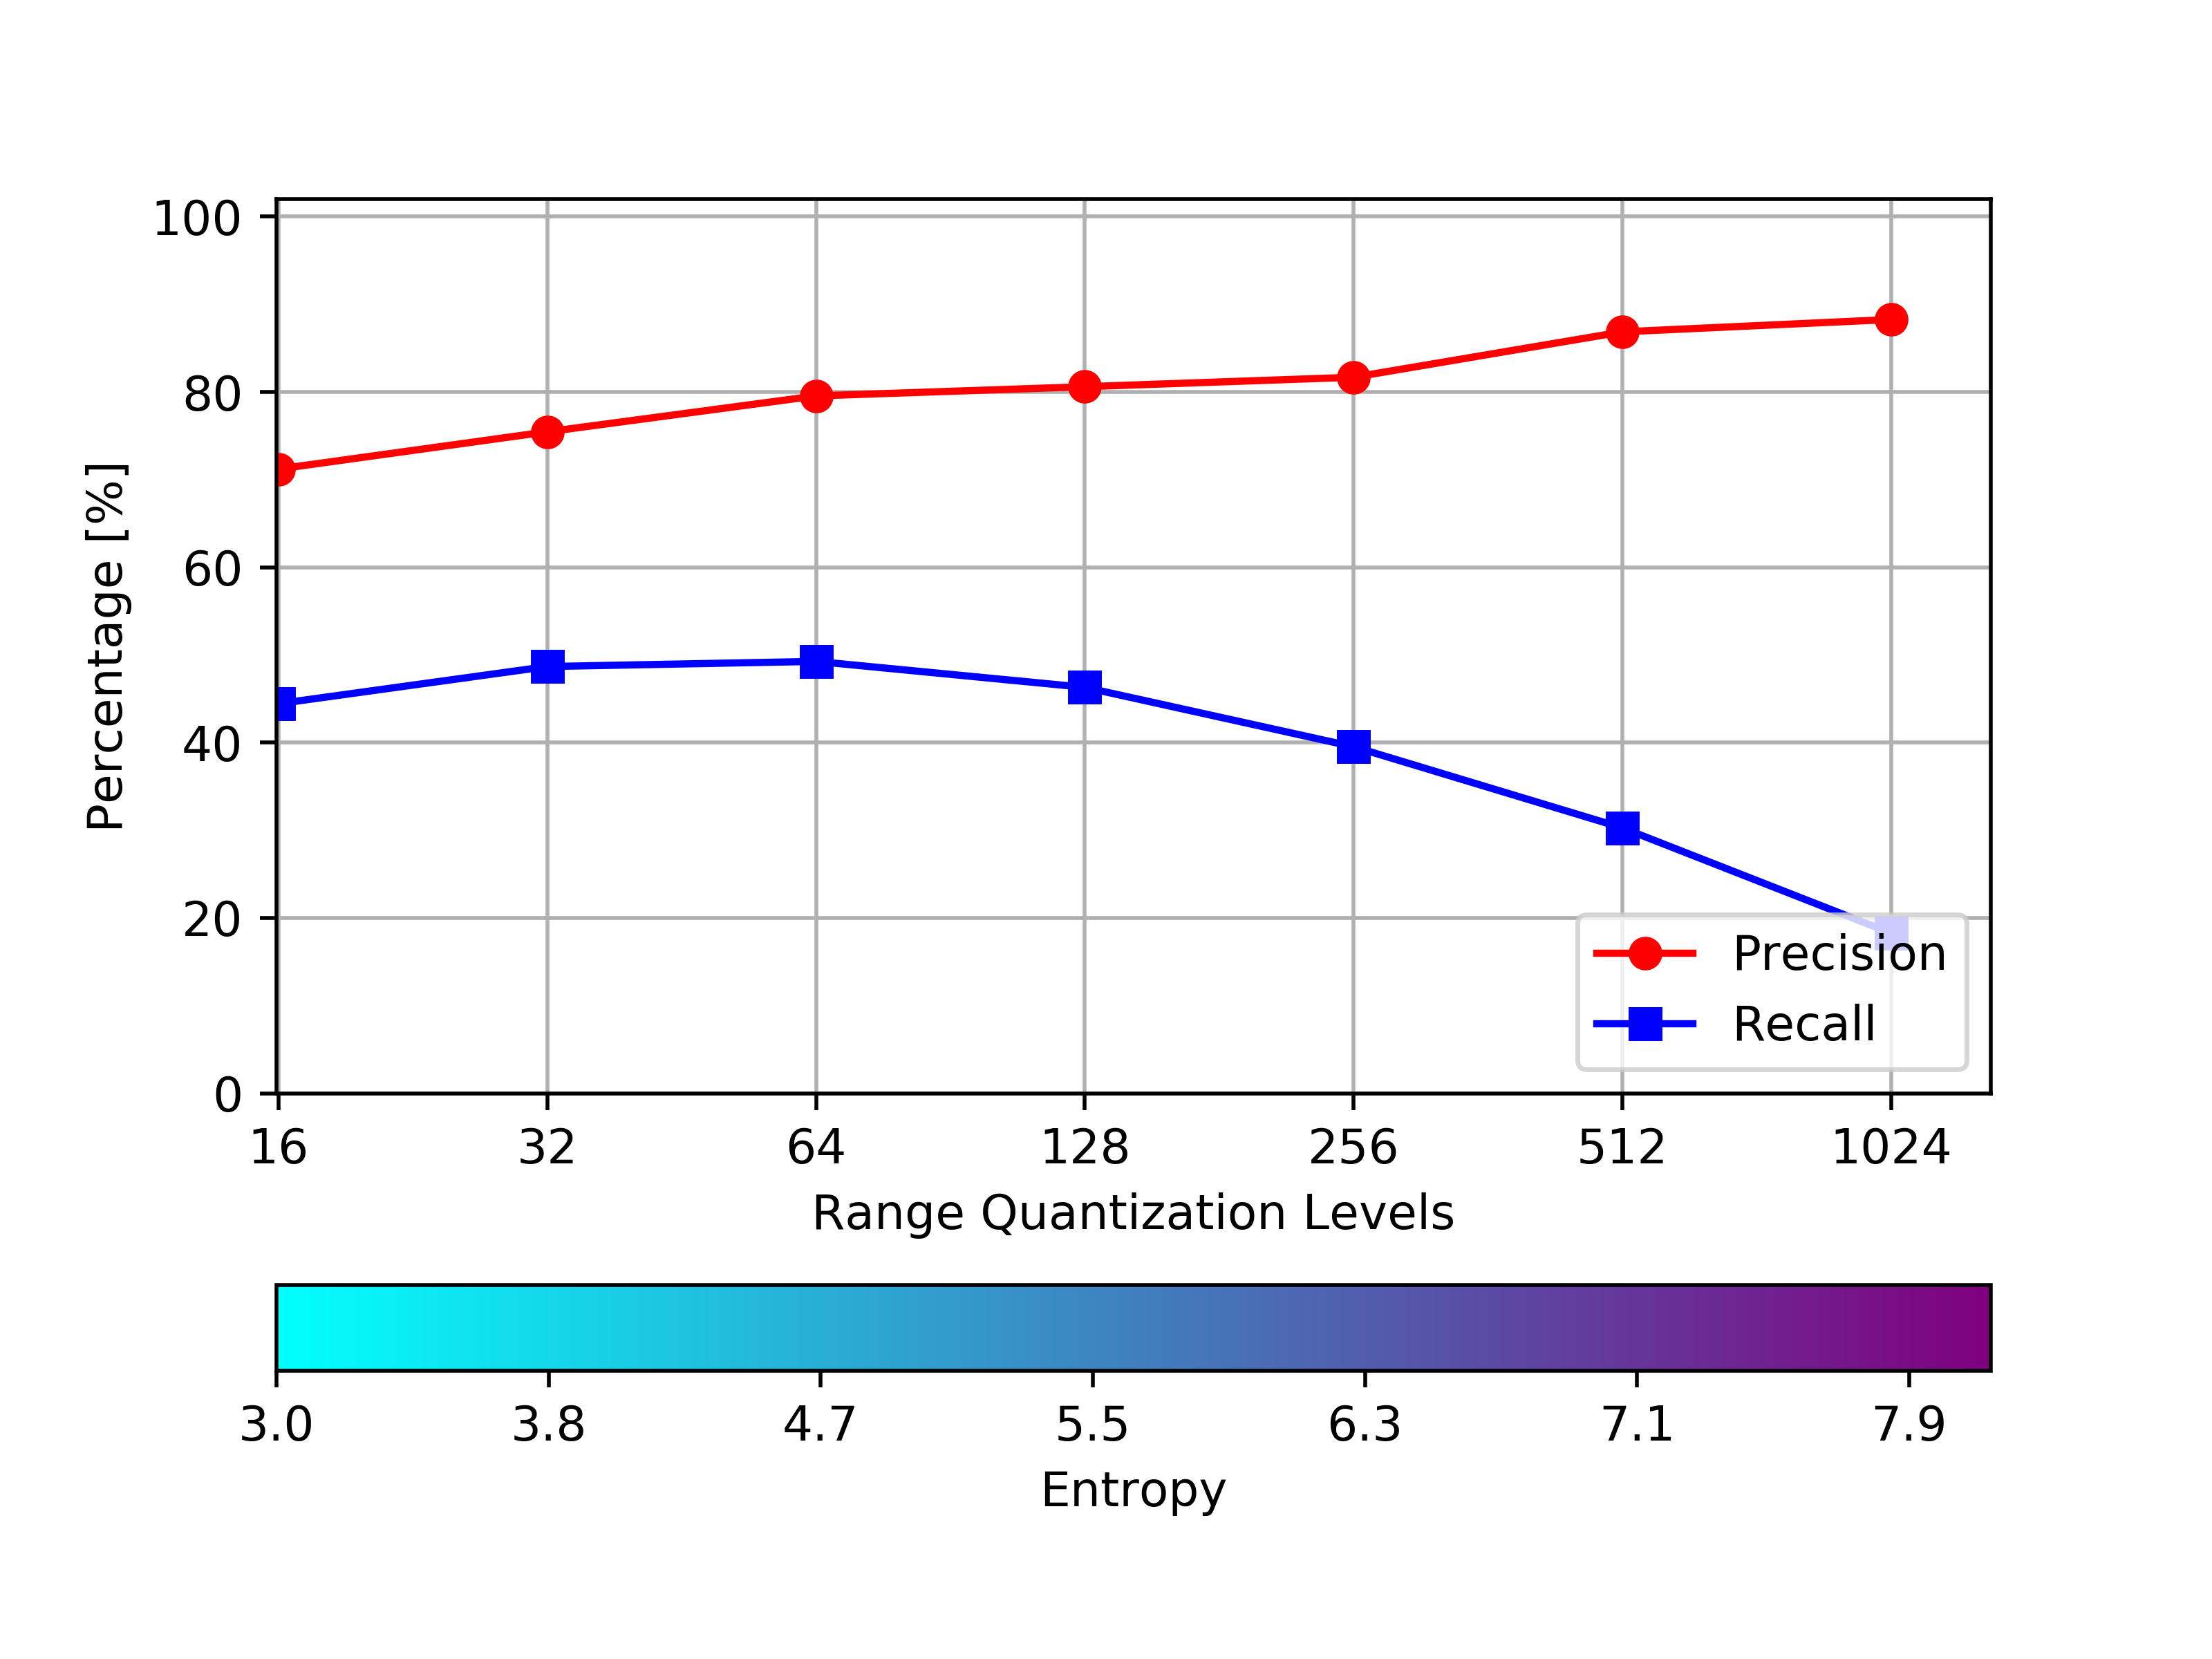 100
80
60
40
20
0
Percentage [%]
Precision
Recall
16 32 64 128 256 512 1024
Range Quantization Levels
3.0 3.8 4.7 5.5 6.3 7.1 7.9
Entropy